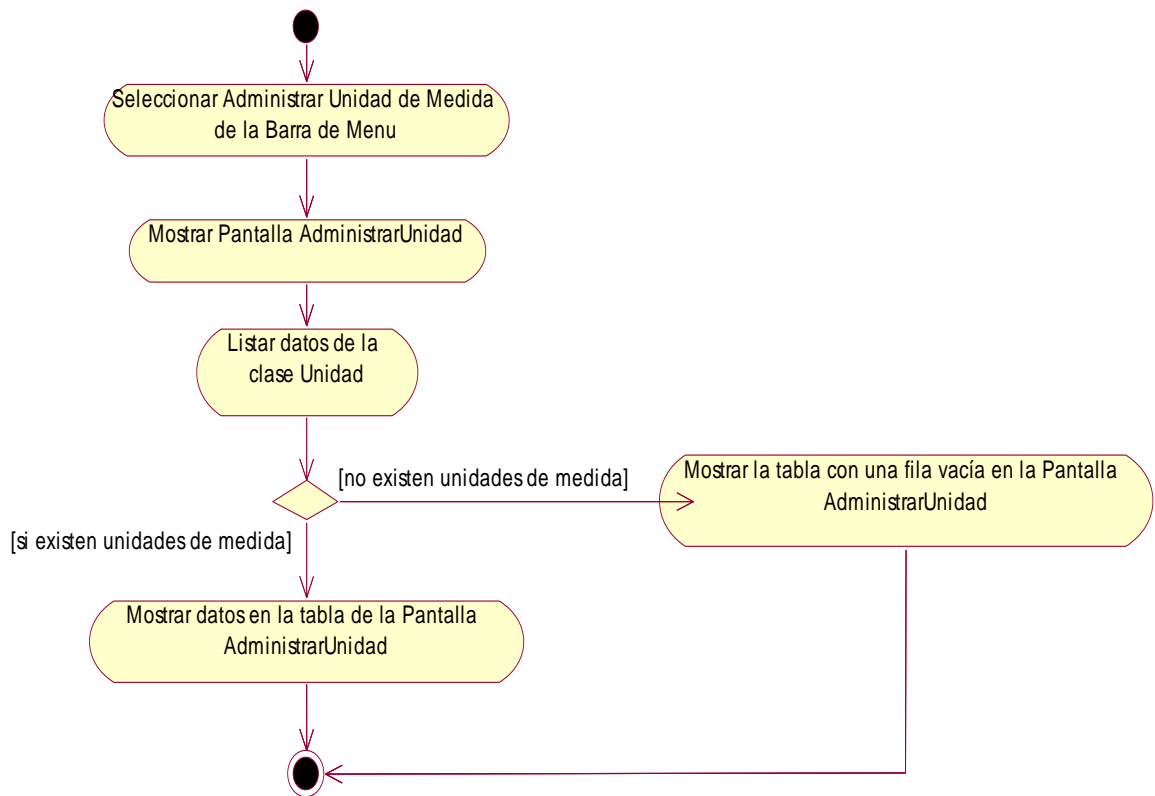 Seleccionar Administrar Unidad de Medida
de la Barra de Menu
Mostrar Pantalla AdministrarUnidad
Listar datos de la
clase Unidad
[no existen unidades de medida]
Mostrar la tabla con una fila vacía en la Pantalla
AdministrarUnidad
[si existen unidades de medida]
Mostrar datos en la tabla de la Pantalla
AdministrarUnidad